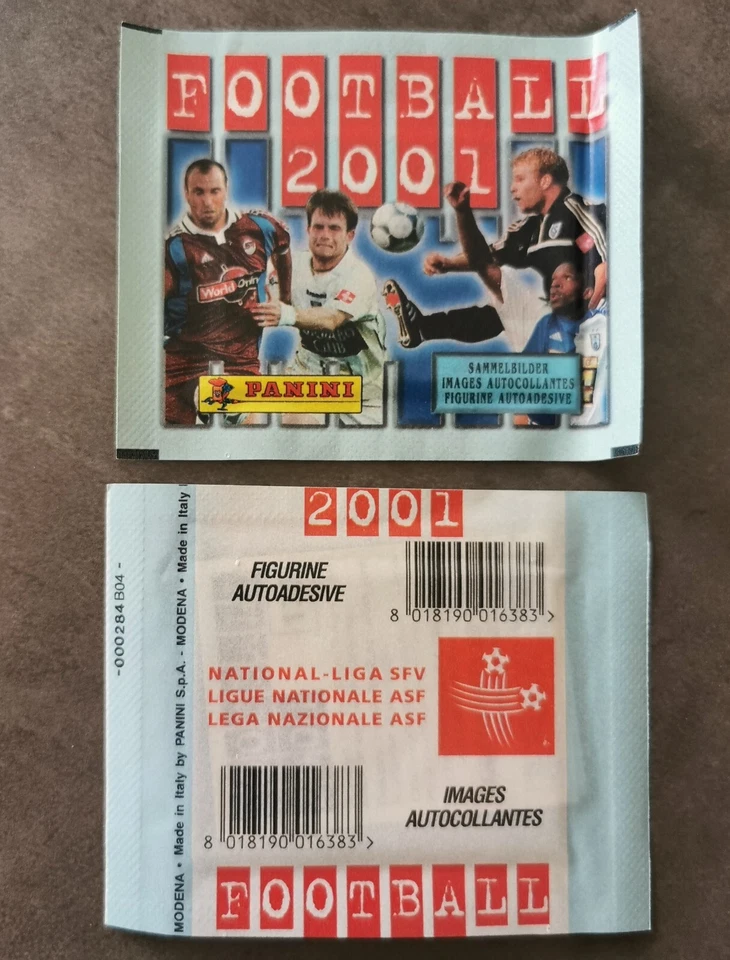 FOOTBALL
2001
World Onli
PANINI
SAMMELBILDER
IMAGES AUTOCOLLANTES
FIGURINE AUTOADESIVE
2001
FIGURINE
AUTOADESIVE
8 018190 016383 >
NATIONAL-LIGA SFV
LIGUE NATIONALE ASF
LEGA NAZIONALE ASF
8 018190 016383 >
IMAGES
AUTOCOLLANTES
FOOTBALL
-000284 B04 -
MODENA • Made in Italy by PANINI S.p.A. - MODENA • Made in Italy